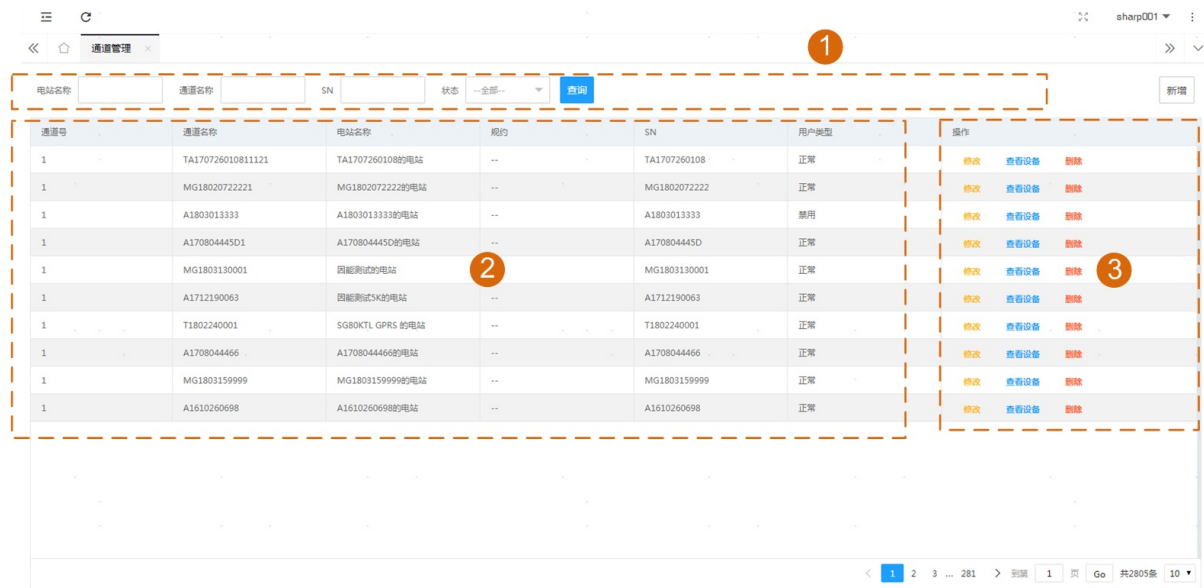 sharp001
通道管理 ×
1
电站名称 通道名称 SN 状态 --全部-- 查询 新增
通道号 通道名称 电站名称 规约 SN 用户类型 操作
1 TA170726010811121 TA1707260108的电站 -- TA1707260108 正常 修改 查看设备 删除
1 MG18020722221 MG1802072222的电站 -- MG1802072222 正常 修改 查看设备 删除
1 A1803013333 A1803013333的电站 -- A1803013333 禁用 修改 查看设备 删除
1 A170804445D1 A170804445D的电站 -- A170804445D 正常 修改 查看设备 删除
1 MG1803130001 因能测试的电站 2 MG1803130001 正常 修改 查看设备 删除 3
1 A1712190063 因能测试5K的电站 -- A1712190063 正常 修改 查看设备 删除
1 T1802240001 SG80KTL GPRS 的电站 -- T1802240001 正常 修改 查看设备 删除
1 A1708044466 A1708044466的电站 -- A1708044466 正常 修改 查看设备 删除
1 MG1803159999 MG1803159999的电站 -- MG1803159999 正常 修改 查看设备 删除
1 A1610260698 A1610260698的电站 -- A1610260698 正常 修改 查看设备 删除
< 1 2 3 ... 281 > 到第 1 页 Go 共2805条 10